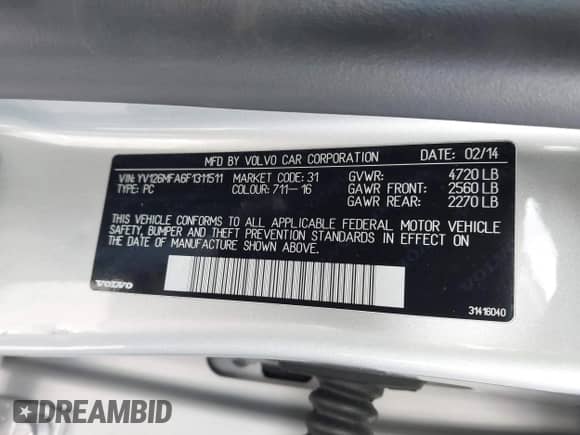 MFD BY VOLVO CAR CORPORATION DATE: 02/14
VIN: YV126MFA6F1311511 MARKET CODE: 31 GVWR: 4720 LB
TYPE: PC COLOUR: 711-16 GAWR FRONT: 2560 LB
GAWR REAR: 2270 LB
THIS VEHICLE CONFORMS TO ALL APPLICABLE FEDERAL MOTOR VEHICLE
SAFETY, BUMPER AND THEFT PREVENTION STANDARDS IN EFFECT ON
THE DATE OF MANUFACTURE SHOWN ABOVE.
VOLVO
31416040
DREAMBID